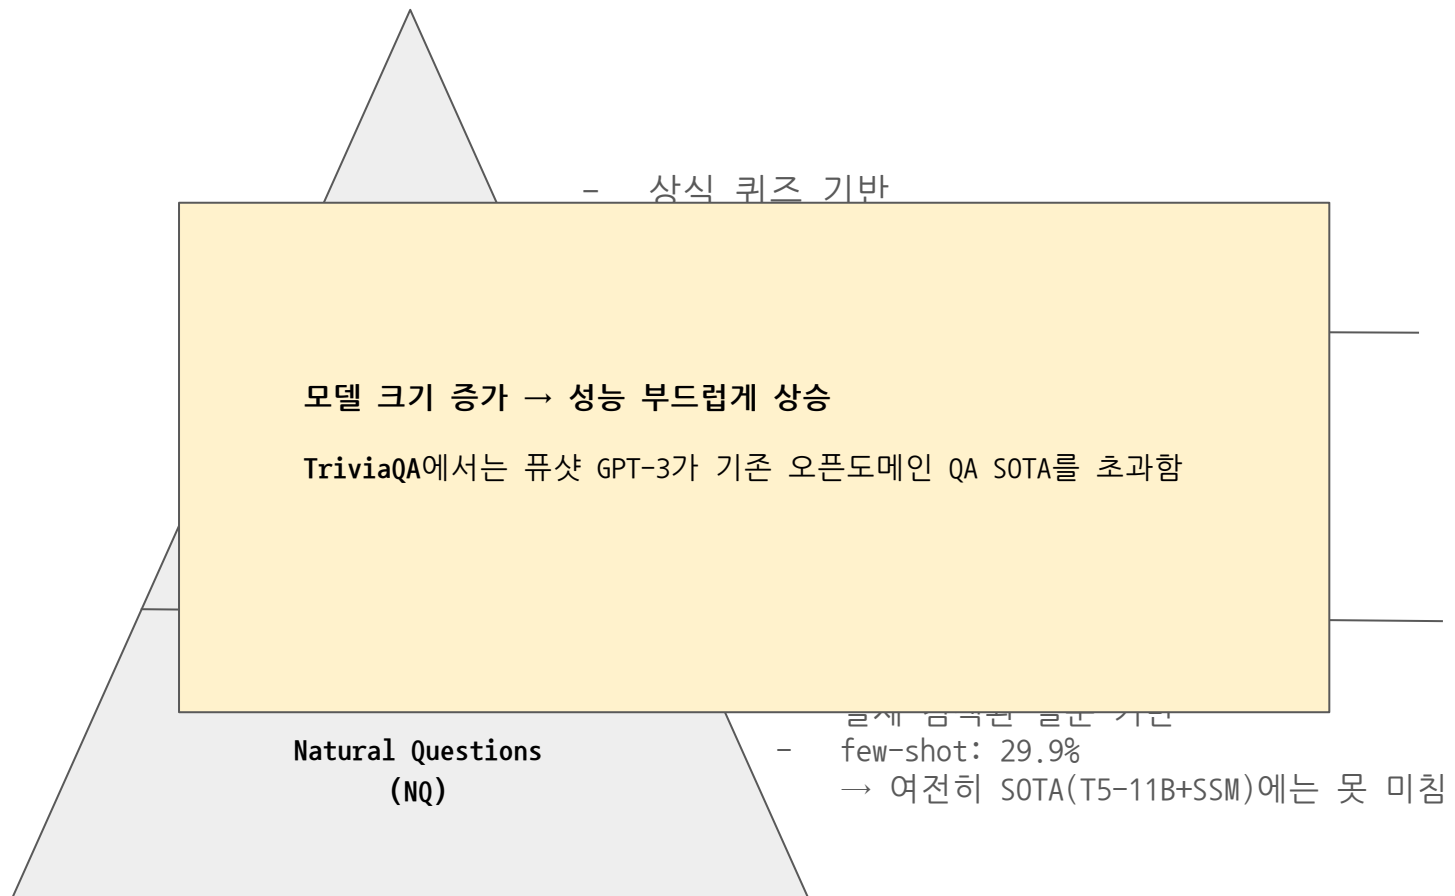 - 상식 퀴즈 기반
모델 크기 증가 → 성능 부드럽게 상승
TriviaQA에서는 퓨샷 GPT-3가 기존 오픈도메인 QA SOTA를 초과함
Natural Questions
(NQ)
- few-shot: 29.9%
→ 여전히 SOTA(T5-11B+SSM)에는 못 미침